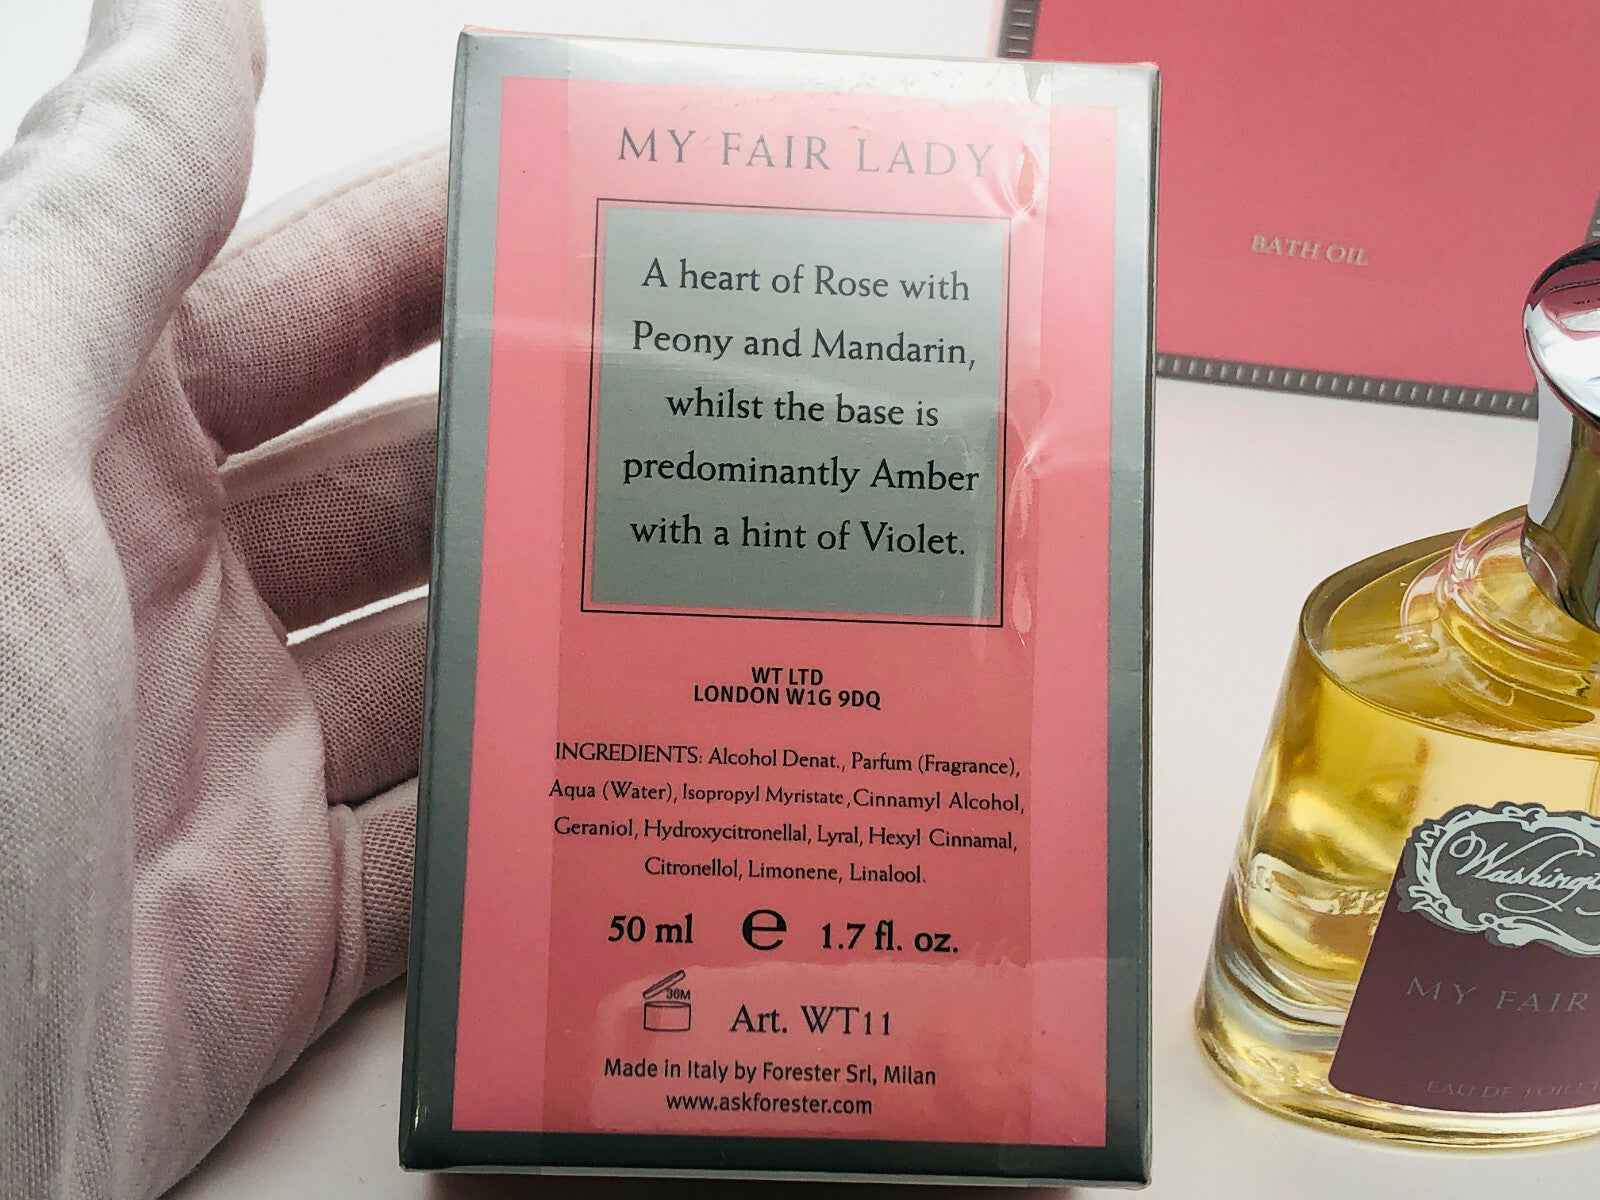 MY FAIR LADY
A heart of Rose with
Peony and Mandarin,
whilst the base is
predominantly Amber
with a hint of Violet.
WT LTD
LONDON W1G 9DQ
INGREDIENTS: Alcohol Denat., Parfum (Fragrance),
Aqua (Water), Isopropyl Myristate, Cinnamyl Alcohol,
Geraniol, Hydroxycitronellal, Lyral, Hexyl Cinnamal,
Citronellol, Limonene, Linalool.
50 ml e 1.7 fl. oz.
36M
Art. WT11
Made in Italy by Forester Srl, Milan
www.askforester.com
BATH OIL
MY FAIR
EAU DE